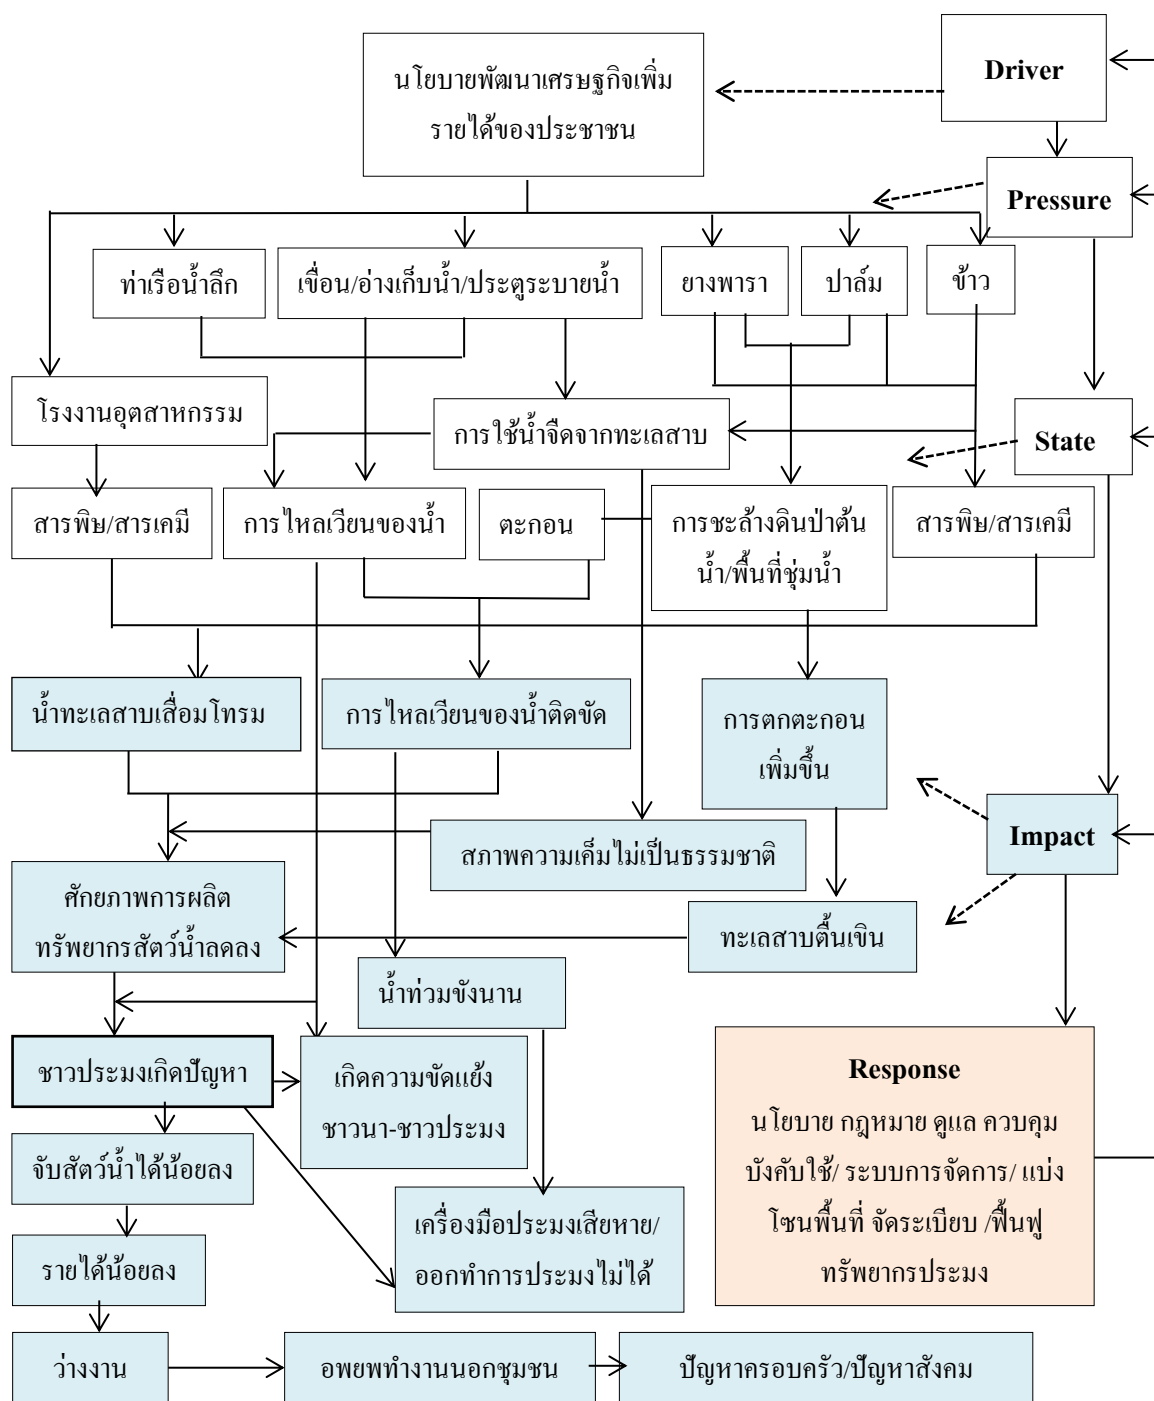 นโยบายพัฒนาเศรษฐกิจเพิ่ม
รายได้ของประชาชน
Driver
Pressure
ท่าเรือน้ำลึก
เขื่อน/อ่างเก็บน้ำ/ประตูระบายน้ำ
ยางพารา
ปาล์ม
ข้าว
โรงงานอุตสาหกรรม
การใช้น้ำจืดจากทะเลสาบ
State
สารพิษ/สารเคมี
การไหลเวียนของน้ำ
ตะกอน
การชะล้างดินป่าต้น
น้ำ/พื้นที่ชุ่มน้ำ
สารพิษ/สารเคมี
น้ำทะเลสาบเสื่อมโทรม
การไหลเวียนของน้ำติดขัด
การตกตะกอน
เพิ่มขึ้น
สภาพความเค็มไม่เป็นธรรมชาติ
Impact
ศักยภาพการผลิต
ทรัพยากรสัตว์น้ำลดลง
ทะเลสาบตื้นเขิน
น้ำท่วมขังนาน
ชาวประมงเกิดปัญหา
เกิดความขัดแย้ง
ชาวนา-ชาวประมง
Response
นโยบาย กฎหมาย ดูแล ควบคุม
บังคับใช้/ ระบบการจัดการ/ แบ่ง
โซนพื้นที่ จัดระเบียบ /ฟื้นฟู
ทรัพยากรประมง
จับสัตว์น้ำได้น้อยลง
เครื่องมือประมงเสียหาย/
ออกทำการประมงไม่ได้
รายได้น้อยลง
ว่างงาน
อพยพทำงานนอกชุมชน
ปัญหาครอบครัว/ปัญหาสังคม